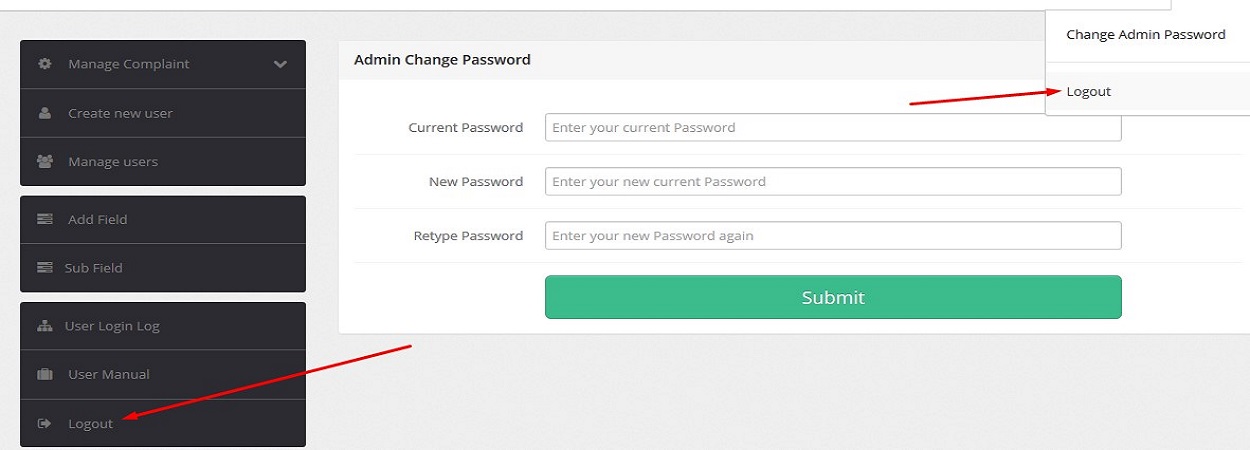 Change Admin Password
Logout
Manage Complaint
Create new user
Manage users
Add Field
Sub Field
User Login Log
User Manual
Logout
Admin Change Password
Current Password Enter your current Password
New Password Enter your new current Password
Retype Password Enter your new Password again
Submit